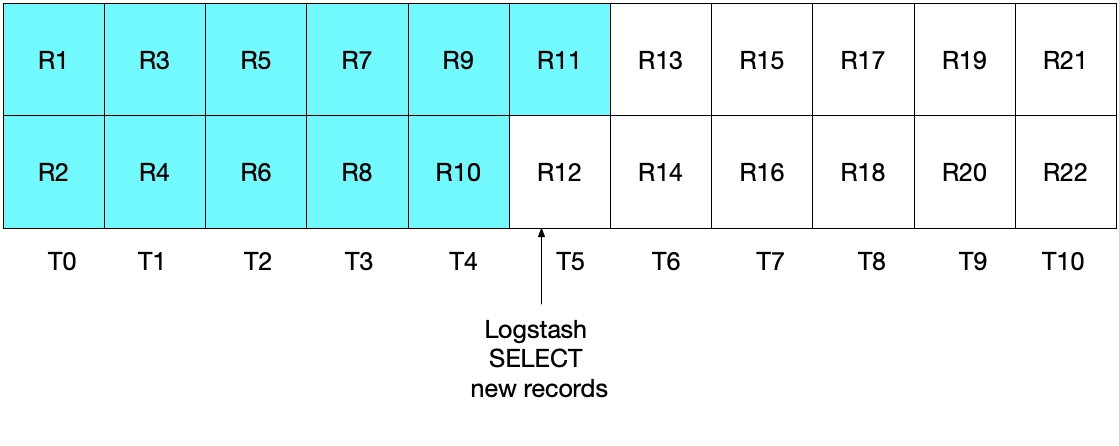 R1 R3 R5 R7 R9 R11 R13 R15 R17 R19 R21
R2 R4 R6 R8 R10 R12 R14 R16 R18 R20 R22
T0 T1 T2 T3 T4 T5 T6 T7 T8 T9 T10
Logstash
SELECT
new records